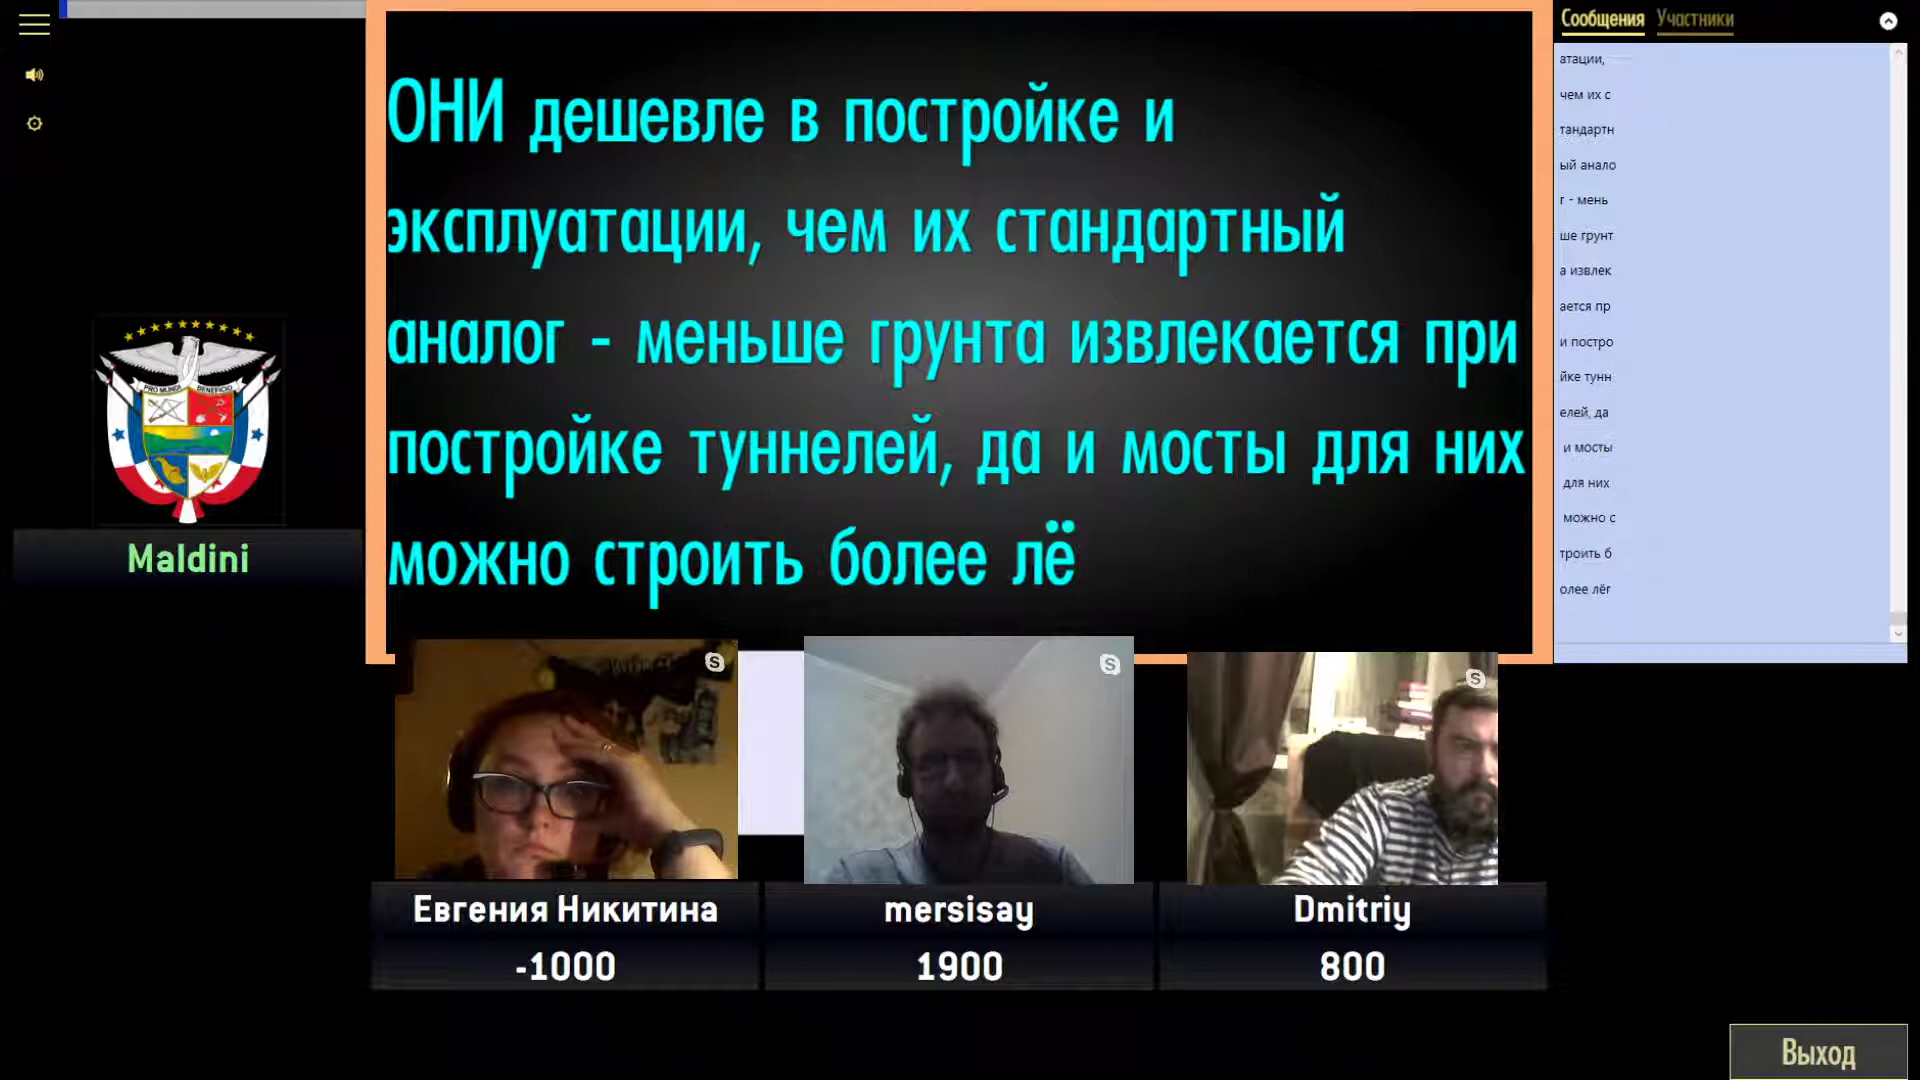 Сообщения Участники
ОНИ дешевле в постройке и
эксплуатации, чем их стандартный
аналог - меньше грунта извлекается при
постройке туннелей, да и мосты для них
можно строить более лё
атации,
чем их с
тандартн
ый анало
г - мень
ше грунт
а извлек
ается пр
и постро
йке тунн
елей, да
и мосты
для них
можно с
троить б
олее лёг
PRO MUNDI BENEFICIO
Maldini
S
S
S
Евгения Никитина
-1000
mersisay
1900
Dmitriy
800
Выход